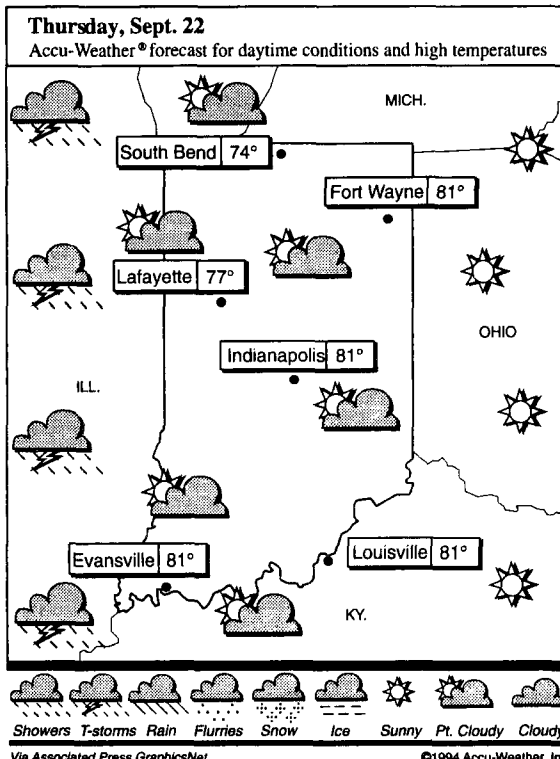 Thursday, Sept. 22
Accu-Weather® forecast for daytime conditions and high temperatures
MICH.
South Bend 74°
Fort Wayne 81°
Lafayette 77°
OHIO
Indianapolis 81°
ILL.
Evansville 81°
Louisville 81°
KY.
Showers T-storms Rain Flurries Snow Ice Sunny Pt. Cloudy Cloudy
Via Associated Press GraphicsNet ©1994 Accu-Weather, In